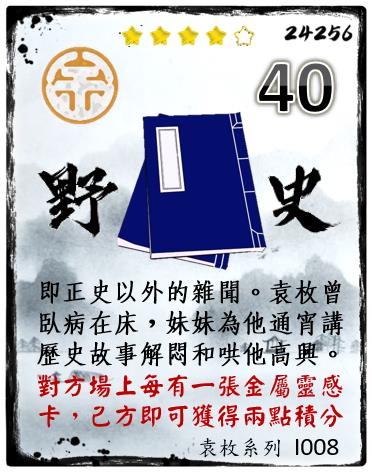 24256
40
野史
即正史以外的雜聞。袁枚曾
臥病在床，妹妹為他通宵講
歷史故事解悶和哄他高興。
對方場上每有一張金屬靈感
卡，己方即可獲得兩點積分
袁枚系列 I008